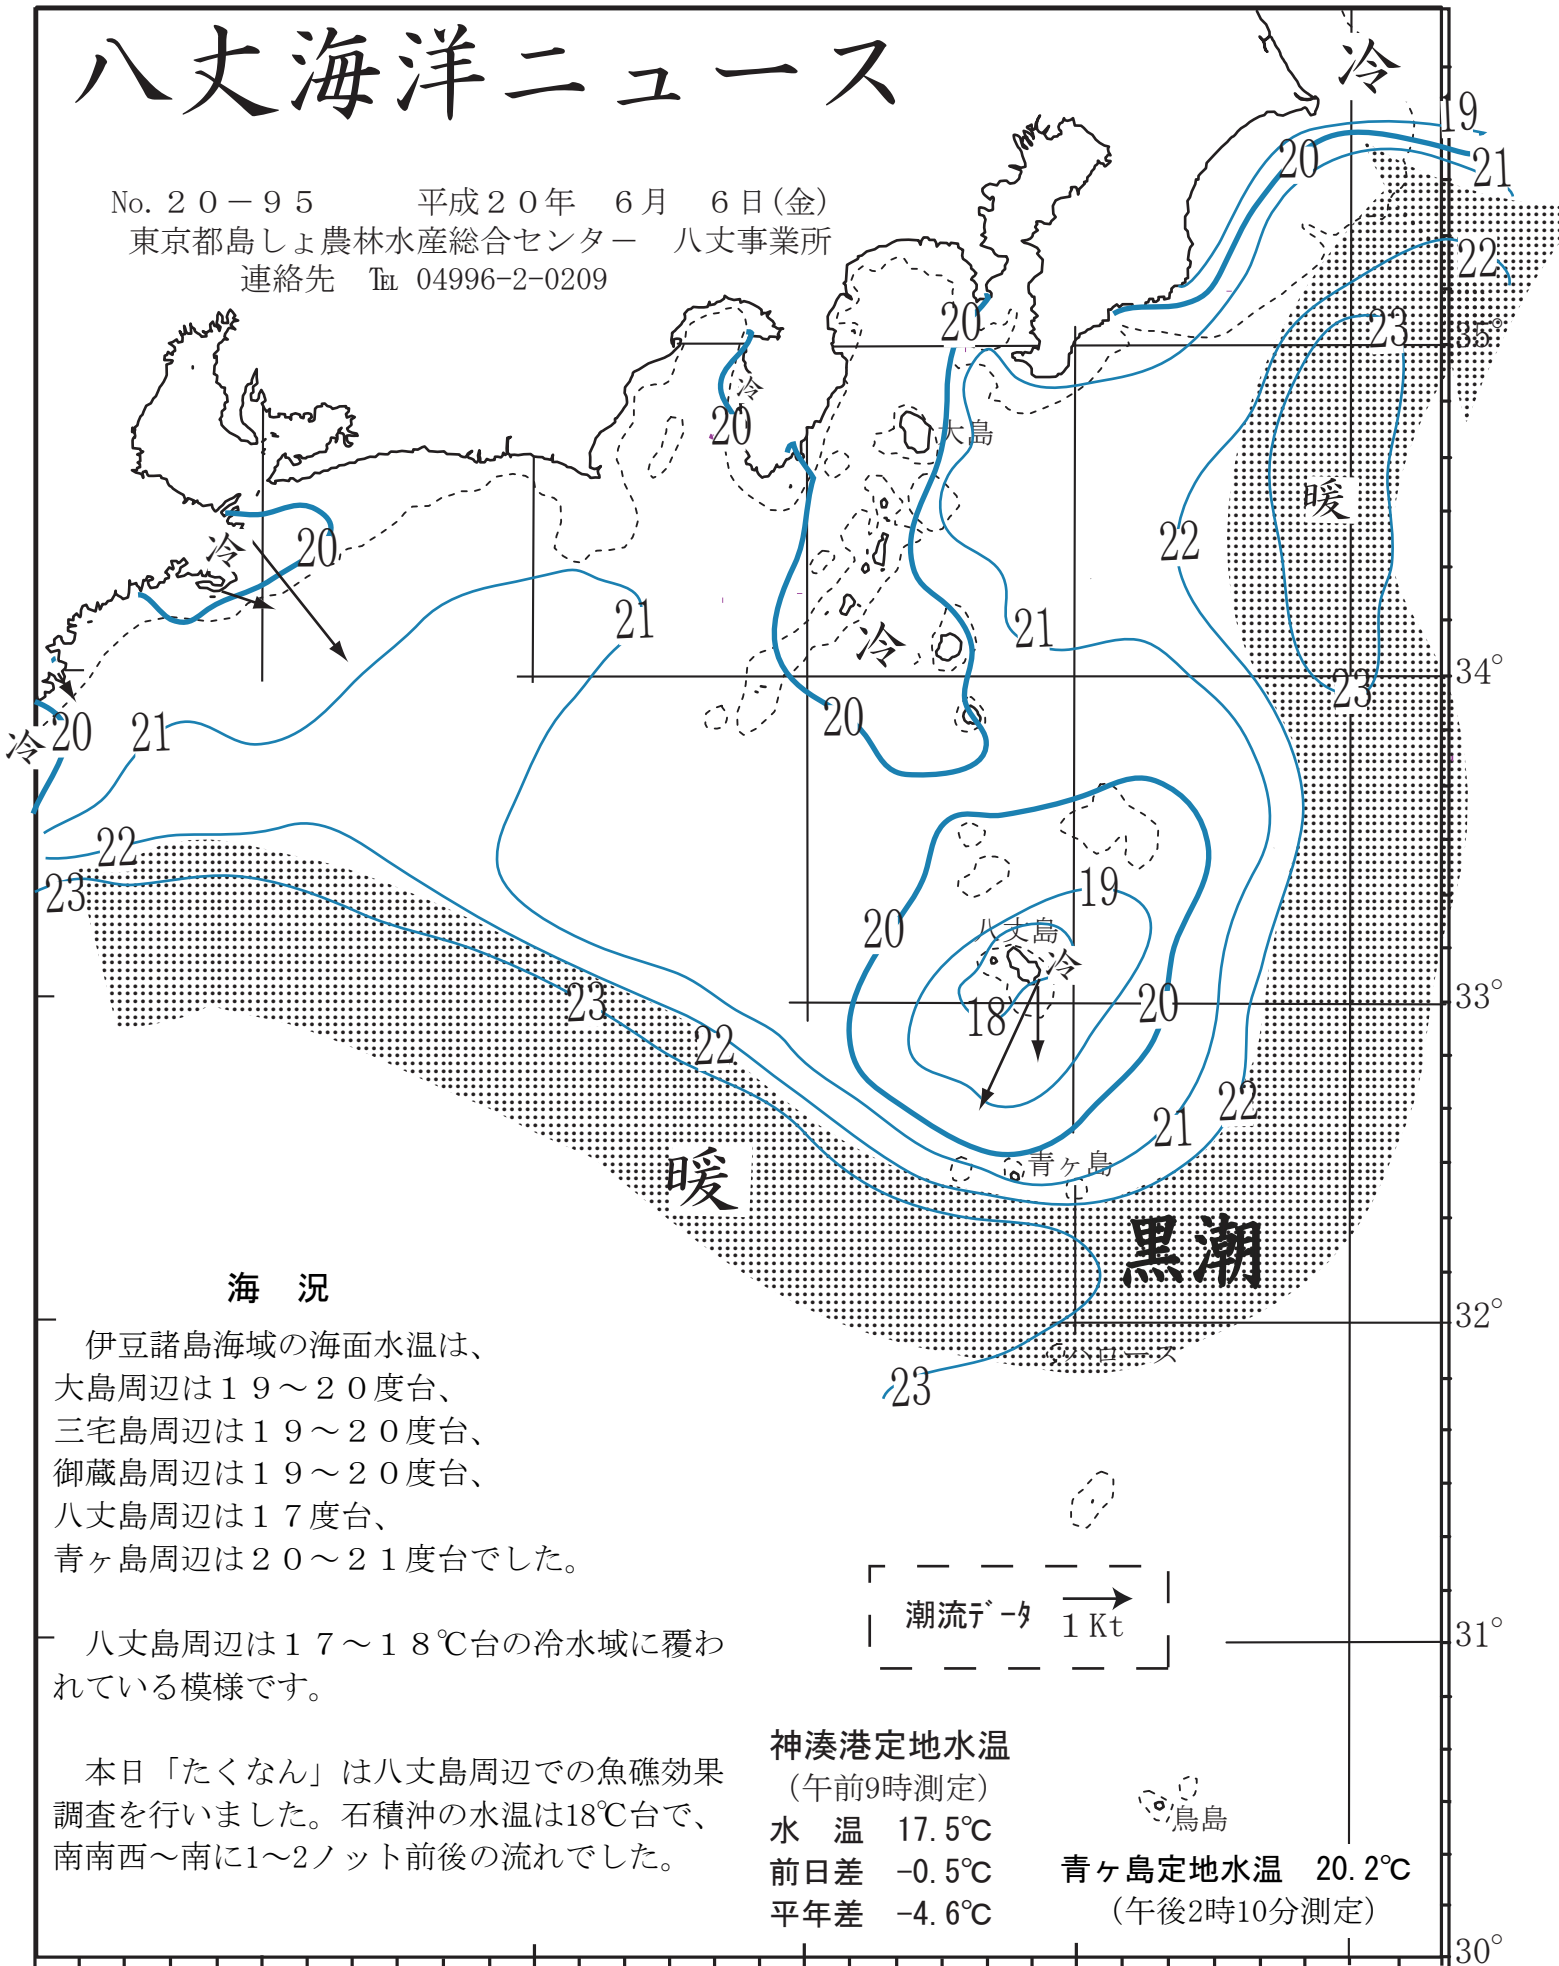 八丈海洋ニュース
No.２０－９５　平成２０年　６月　６日(金)
東京都島しょ農林水産総合センタ－　八丈事業所
連絡先　℡ 04996-2-0209
冷
19
20
21
22
20
23
35°
冷
20
大島
暖
22
冷
20
21
21
冷
34°
23
20
20
21
冷
22
23
19
20
八丈島
冷
23
18
20
33°
22
22
21
青ヶ島
暖
黒潮
32°
ベヨネース
23
海　況
伊豆諸島海域の海面水温は、
大島周辺は１９～２０度台、
三宅島周辺は１９～２０度台、
御蔵島周辺は１９～２０度台、
八丈島周辺は１７度台、
青ヶ島周辺は２０～２１度台でした。
八丈島周辺は１７～１８℃台の冷水域に覆わ
れている模様です。
本日「たくなん」は八丈島周辺での魚礁効果
調査を行いました。石積沖の水温は18℃台で、
南南西～南に1～2ノット前後の流れでした。
潮流ﾃﾞｰﾀ　1 Kt
31°
神湊港定地水温
（午前9時測定）
水　温　17.5℃
前日差　-0.5℃
平年差　-4.6℃
鳥島
青ヶ島定地水温　20.2℃
（午後2時10分測定）
30°